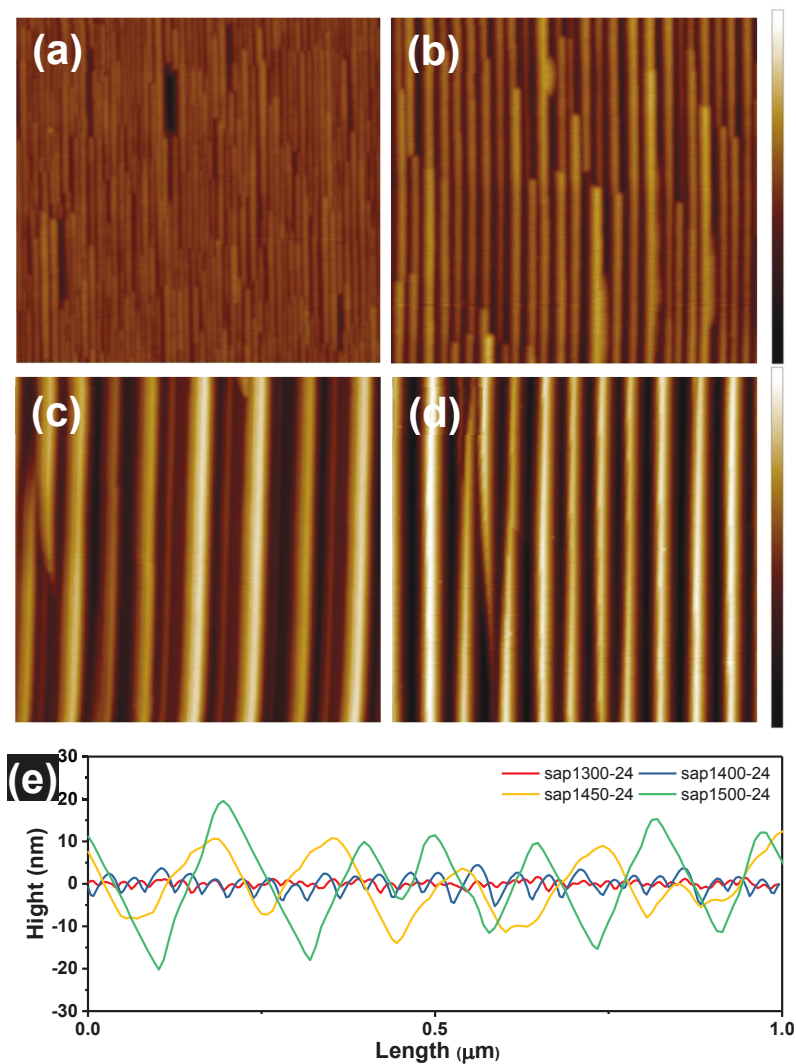 (a)
(b)
(c)
(d)
(e)
30
20
10
0
-10
-20
-30
Hight (nm)
sap1300-24
sap1400-24
sap1450-24
sap1500-24
0.0
0.5
1.0
Length (μm)